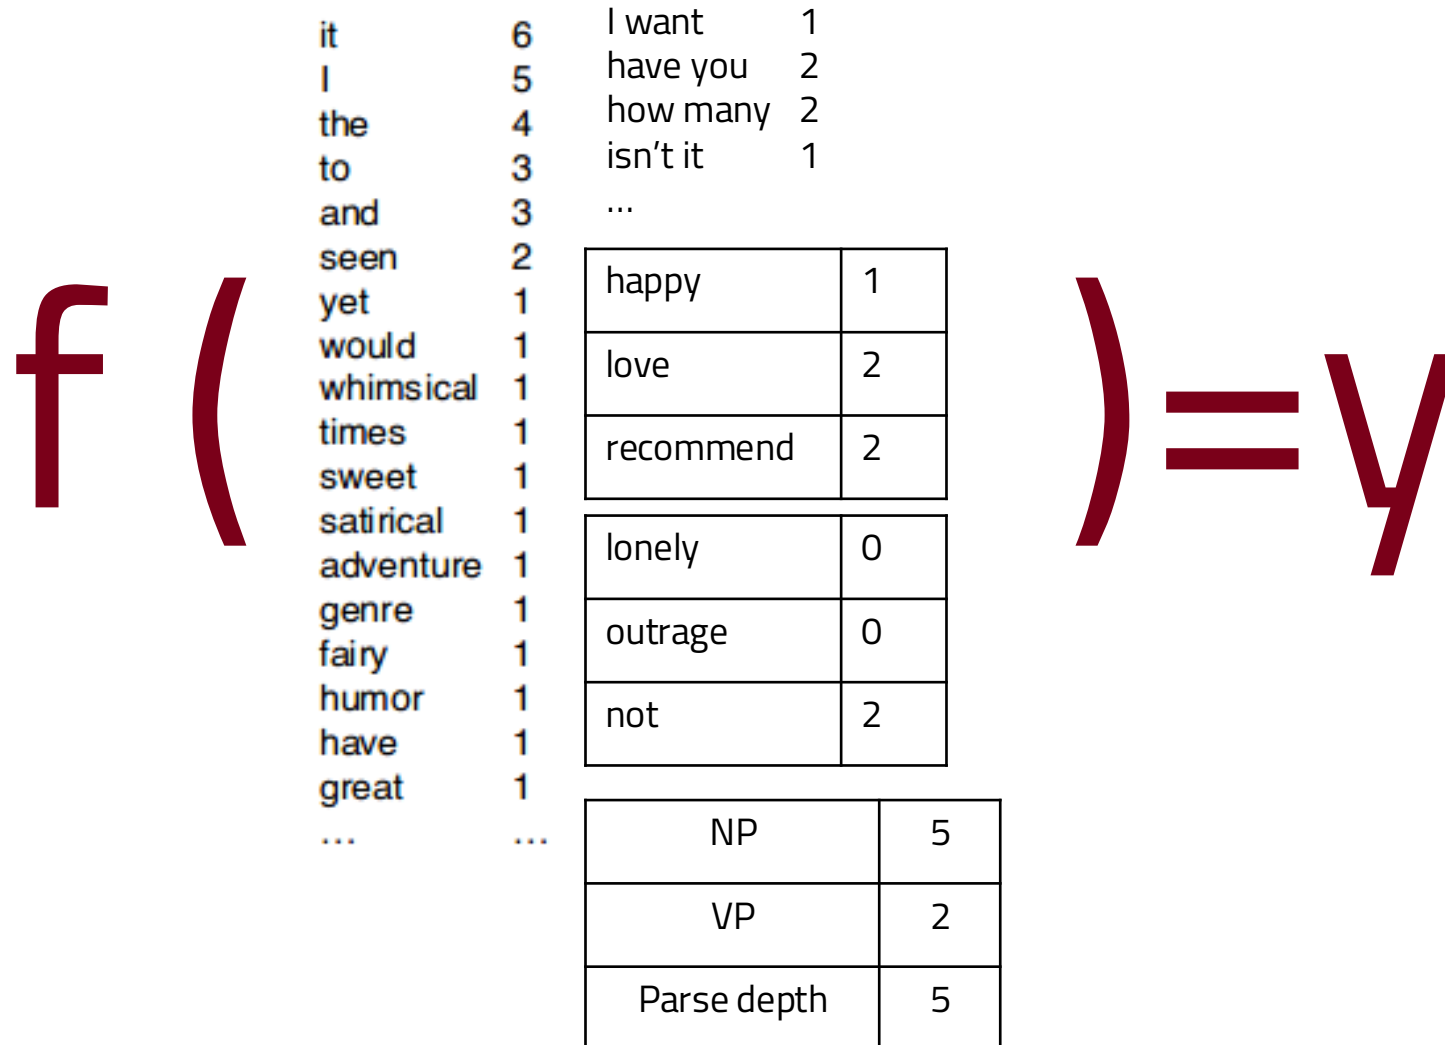 f(
it 6
I 5
the 4
to 3
and 3
seen 2
yet 1
would 1
whimsical 1
times 1
sweet 1
satirical 1
adventure 1
genre 1
fairy 1
humor 1
have 1
great 1
... ...
I want 1
have you 2
how many 2
isn’t it 1
...
happy 1
love 2
recommend 2
lonely 0
outrage 0
not 2
NP 5
VP 2
Parse depth 5
)=y